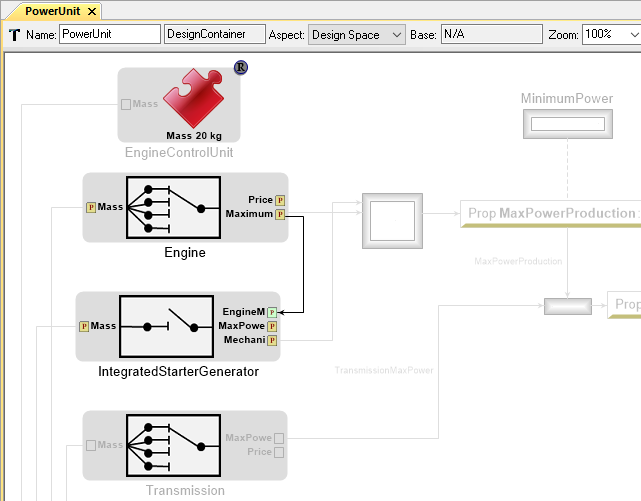 PowerUnit ×
Name: PowerUnit DesignContainer Aspect: Design Space Base: N/A Zoom: 100%
R
Mass
Mass 20 kg
EngineControlUnit
MinimumPower
P Mass
Price P
Maximum P
Engine
Prop MaxPowerProduction :
MaxPowerProduction
P Mass
EngineM P
MaxPowe P
Mechani P
IntegratedStarterGenerator
Prop
TransmissionMaxPower
Mass
MaxPowe
Price
Transmission